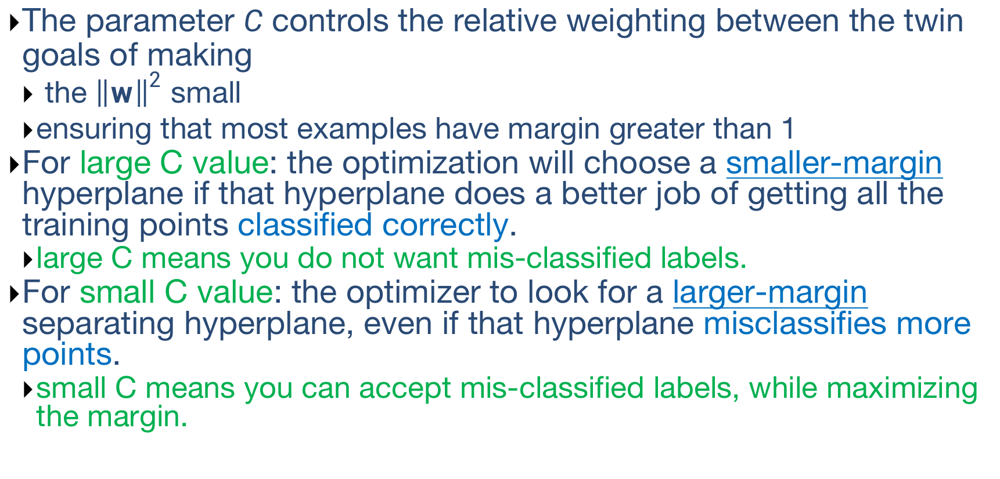 ▸The parameter C controls the relative weighting between the twin
goals of making
▸ the ‖w‖² small
▸ensuring that most examples have margin greater than 1
▸For large C value: the optimization will choose a smaller-margin
hyperplane if that hyperplane does a better job of getting all the
training points classified correctly.
▸large C means you do not want mis-classified labels.
▸For small C value: the optimizer to look for a larger-margin
separating hyperplane, even if that hyperplane misclassifies more
points.
▸small C means you can accept mis-classified labels, while maximizing
the margin.